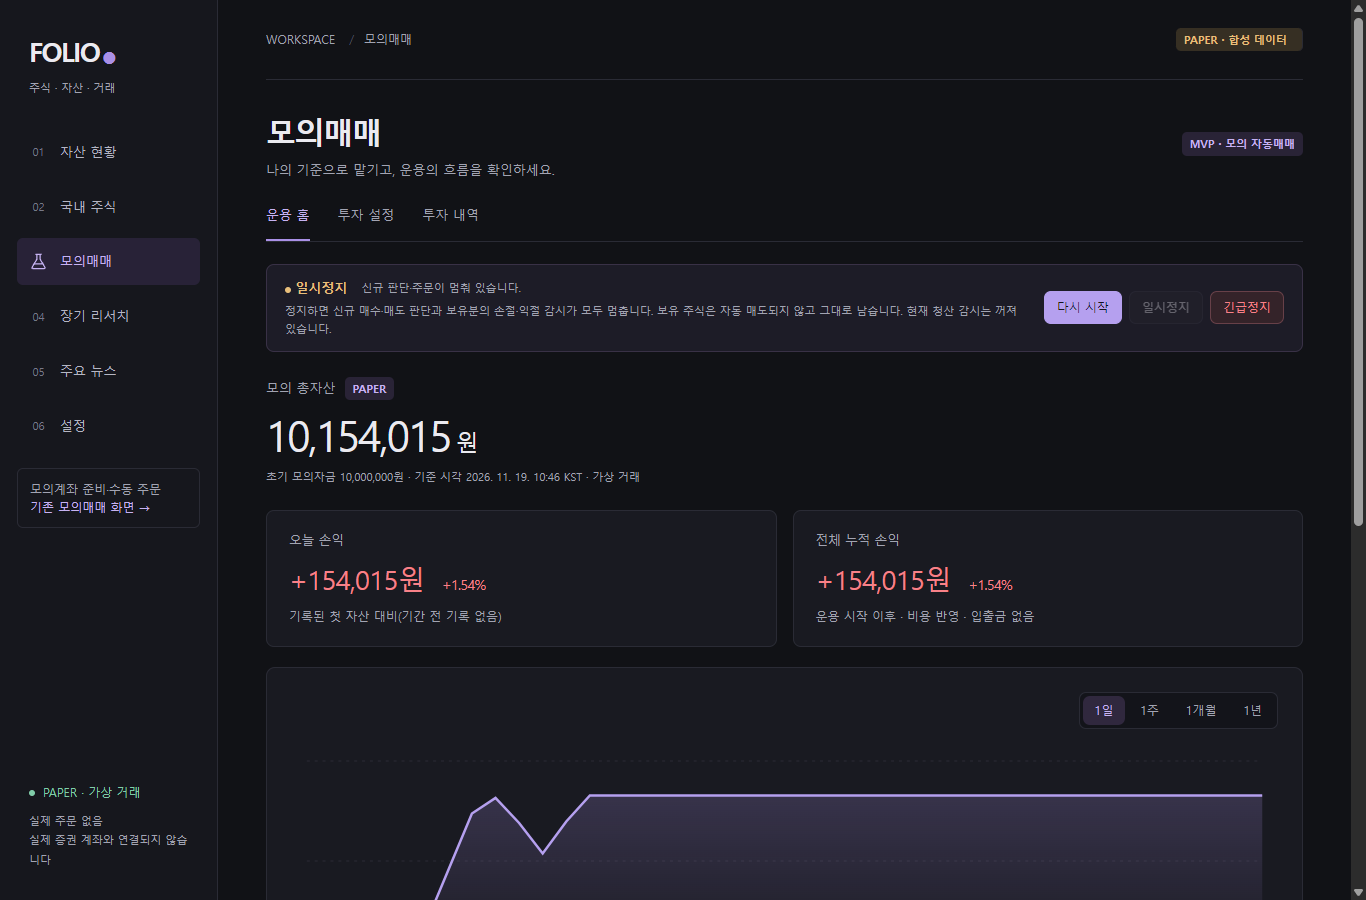 FOLIO
주식 · 자산 · 거래
01 자산 현황
02 국내 주식
모의매매
04 장기 리서치
05 주요 뉴스
06 설정
모의계좌 준비·수동 주문
기존 모의매매 화면 →
PAPER · 가상 거래
실제 주문 없음
실제 증권 계좌와 연결되지 않습
니다
WORKSPACE / 모의매매
PAPER · 합성 데이터
모의매매
MVP · 모의 자동매매
나의 기준으로 맡기고, 운용의 흐름을 확인하세요.
운용 홈 투자 설정 투자 내역
일시정지 신규 판단·주문이 멈춰 있습니다.
정지하면 신규 매수·매도 판단과 보유분의 손절·익절 감시가 모두 멈춥니다. 보유 주식은 자동 매도되지 않고 그대로 남습니다. 현재 청산 감시는 꺼져
있습니다.
다시 시작 일시정지 긴급정지
모의 총자산 PAPER
10,154,015 원
초기 모의자금 10,000,000원 · 기준 시각 2026. 11. 19. 10:46 KST · 가상 거래
오늘 손익
+154,015원 +1.54%
기록된 첫 자산 대비(기간 전 기록 없음)
전체 누적 손익
+154,015원 +1.54%
운용 시작 이후 · 비용 반영 · 입출금 없음
1일 1주 1개월 1년